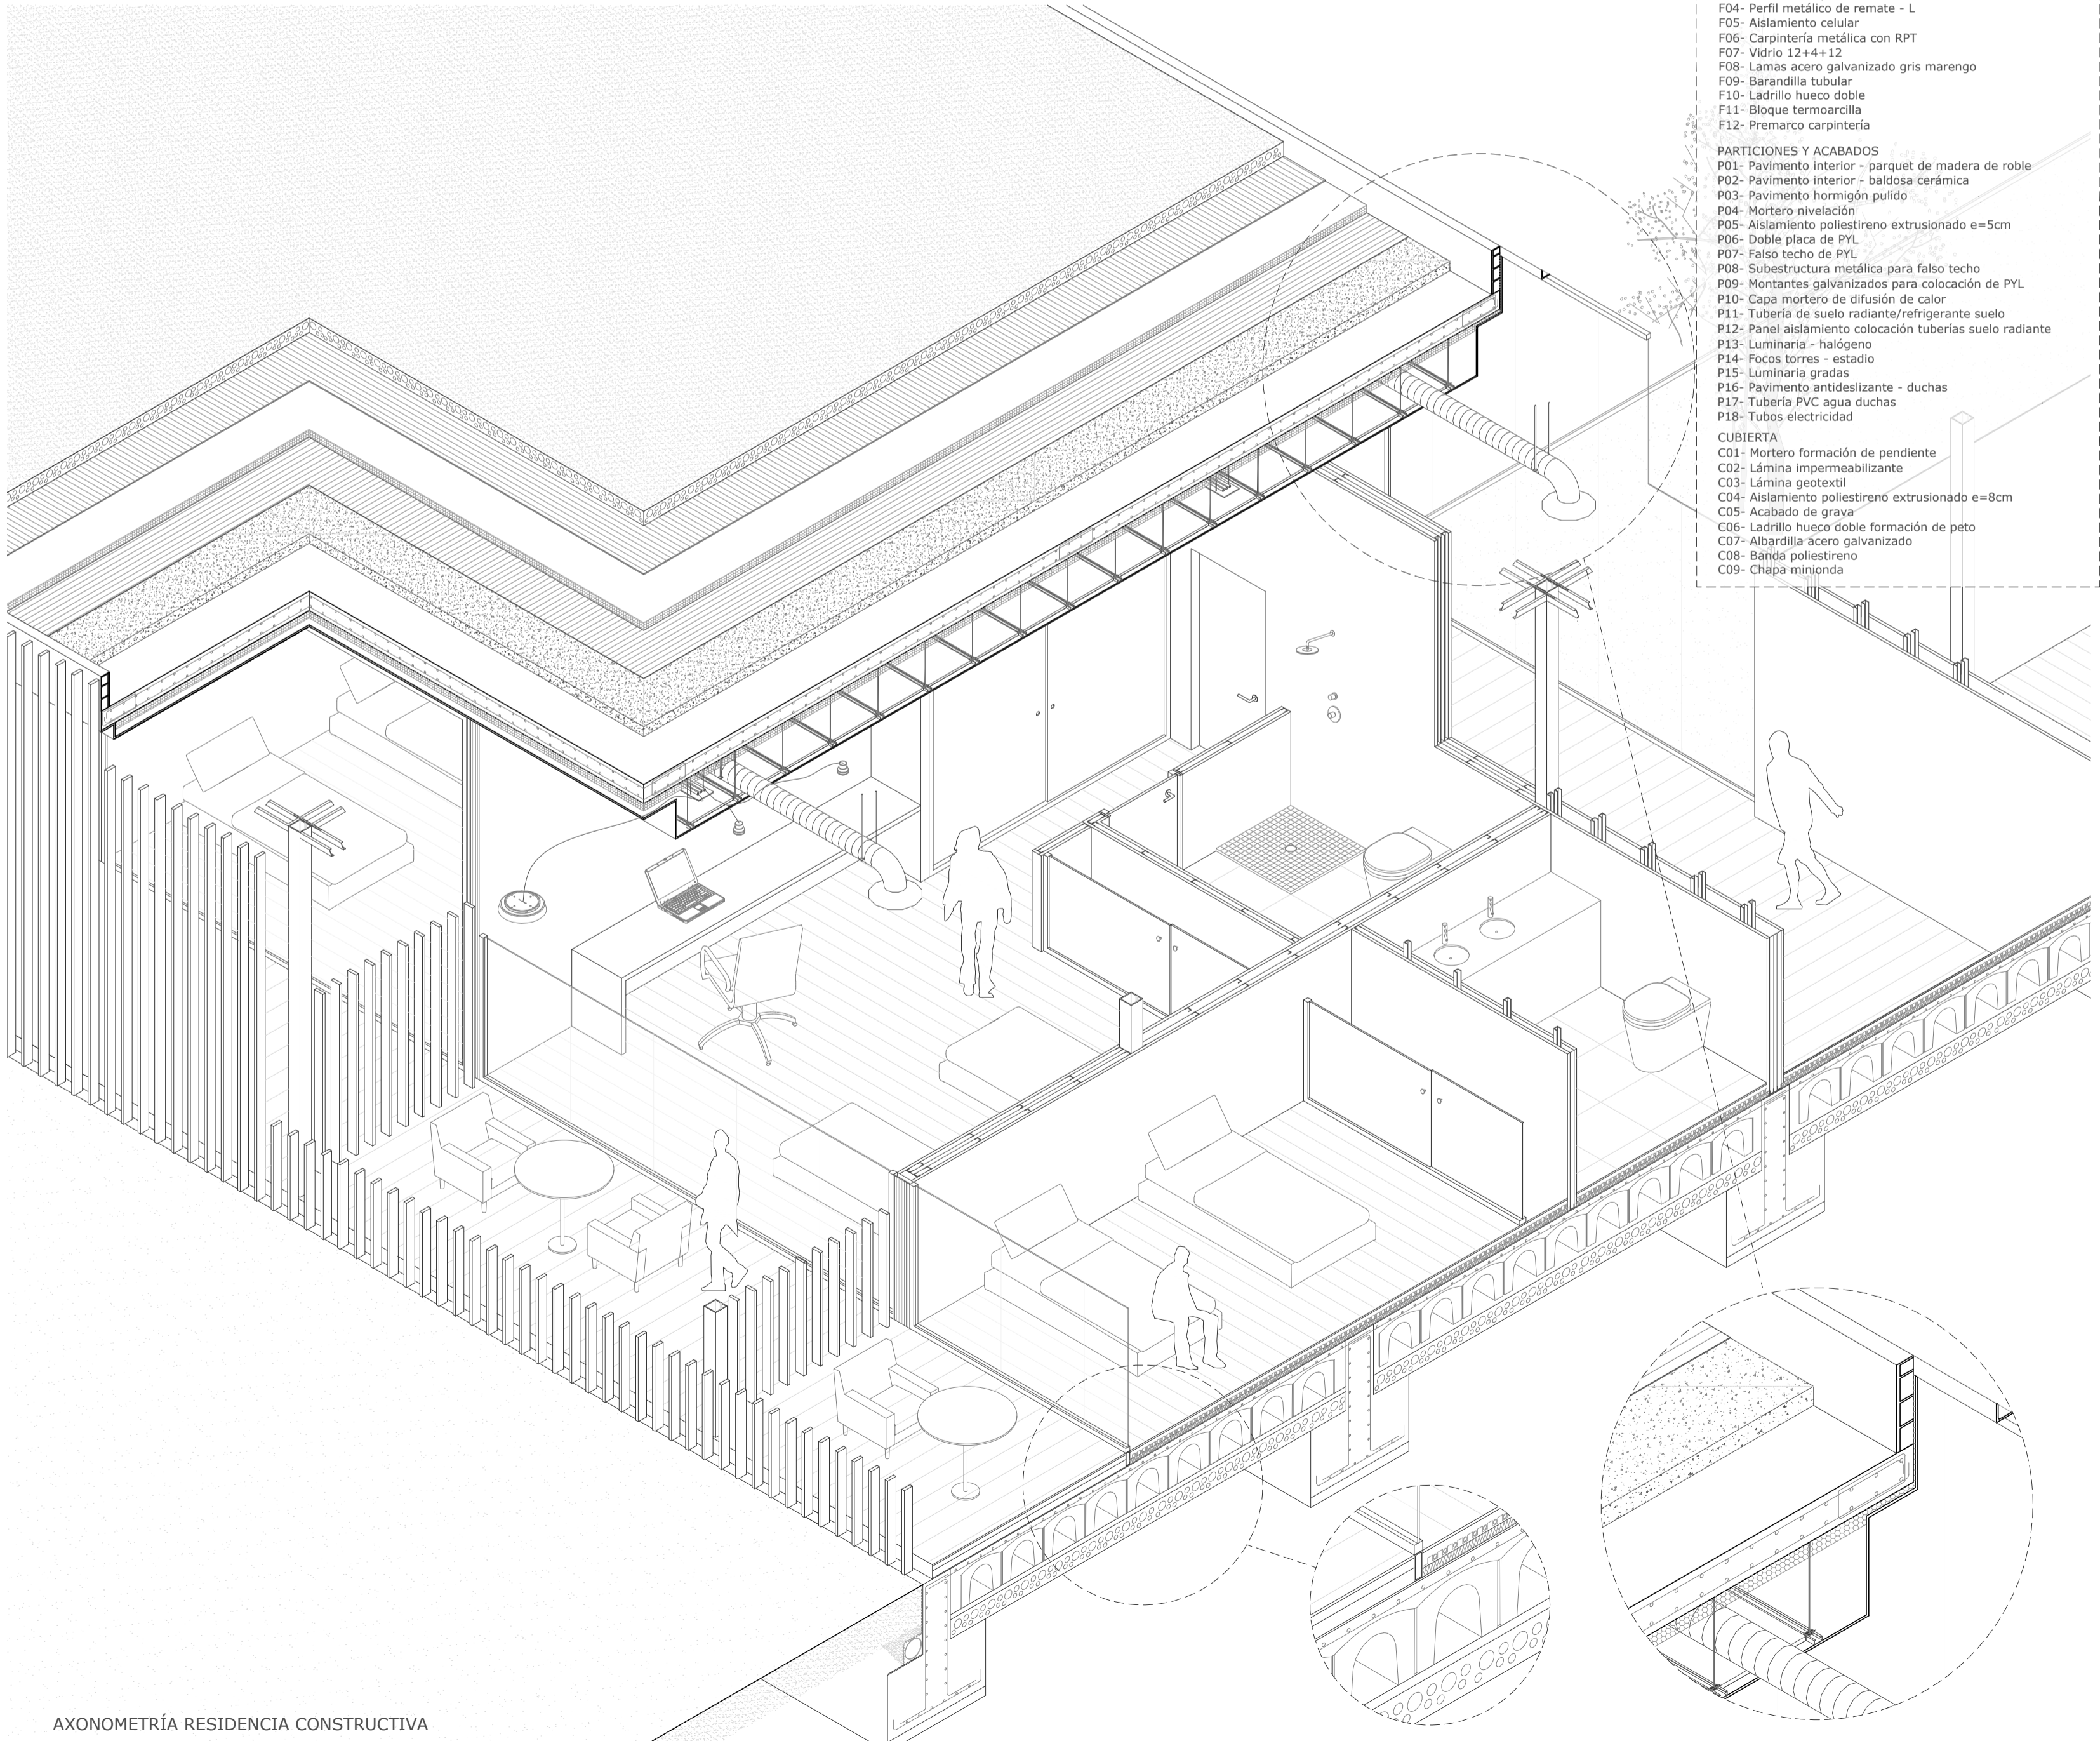 F04- Perfil metálico de remate - L
F05- Aislamiento celular
F06- Carpintería metálica con RPT
F07- Vidrio 12+4+12
F08- Lamas acero galvanizado gris marengo
F09- Barandilla tubular
F10- Ladrillo hueco doble
F11- Bloque termoarcilla
F12- Premarco carpintería
PARTICIONES Y ACABADOS
P01- Pavimento interior - parquet de madera de roble
P02- Pavimento interior - baldosa cerámica
P03- Pavimento hormigón pulido
P04- Mortero nivelación
P05- Aislamiento poliestireno extrusionado e=5cm
P06- Doble placa de PYL
P07- Falso techo de PYL
P08- Subestructura metálica para falso techo
P09- Montantes galvanizados para colocación de PYL
P10- Capa mortero de difusión de calor
P11- Tubería de suelo radiante/refrigerante suelo
P12- Panel aislamiento colocación tuberías suelo radiante
P13- Luminaria - halógeno
P14- Focos torres - estadio
P15- Luminaria gradas
P16- Pavimento antideslizante - duchas
P17- Tubería PVC agua duchas
P18- Tubos electricidad
CUBIERTA
C01- Mortero formación de pendiente
C02- Lámina impermeabilizante
C03- Lámina geotextil
C04- Aislamiento poliestireno extrusionado e=8cm
C05- Acabado de grava
C06- Ladrillo hueco doble formación de peto
C07- Albardilla acero galvanizado
C08- Banda poliestireno
C09- Chapa minionda
AXONOMETRÍA RESIDENCIA CONSTRUCTIVA